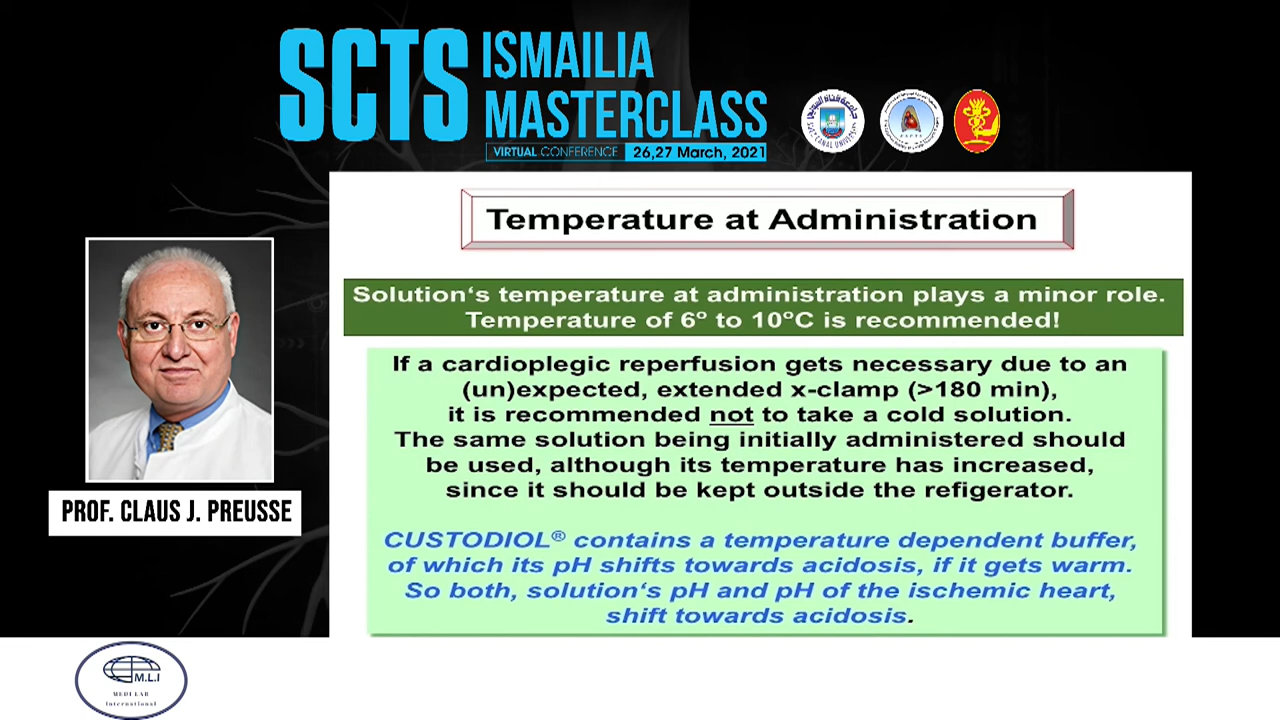 SCTS ISMAILIA
MASTERCLASS
VIRTUAL CONFERENCE 26,27 March, 2021
Temperature at Administration
Solution‘s temperature at administration plays a minor role.
Temperature of 6º to 10ºC is recommended!
If a cardioplegic reperfusion gets necessary due to an
(un)expected, extended x-clamp (>180 min),
it is recommended not to take a cold solution.
The same solution being initially administered should
be used, although its temperature has increased,
since it should be kept outside the refigerator.
CUSTODIOL® contains a temperature dependent buffer,
of which its pH shifts towards acidosis, if it gets warm.
So both, solution‘s pH and pH of the ischemic heart,
shift towards acidosis.
PROF. CLAUS J. PREUSSE
M.L.I
MEDI LAB
International